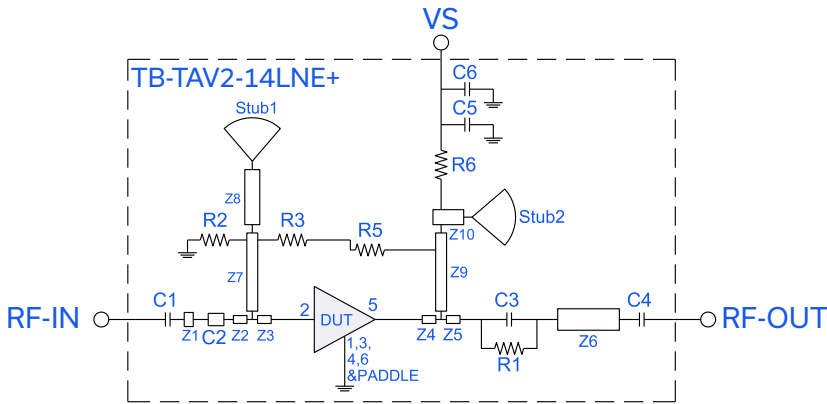 VS
TB-TAV2-14LNE+
C6
Stub1
C5
R6
Z8
Stub2
R2
R3
R5
Z10
Z7
Z9
RF-IN
C1
2
DUT
5
C3
C4
RF-OUT
Z1
C2
Z2
Z3
Z4
Z5
Z6
1,3,
4,6
&PADDLE
R1